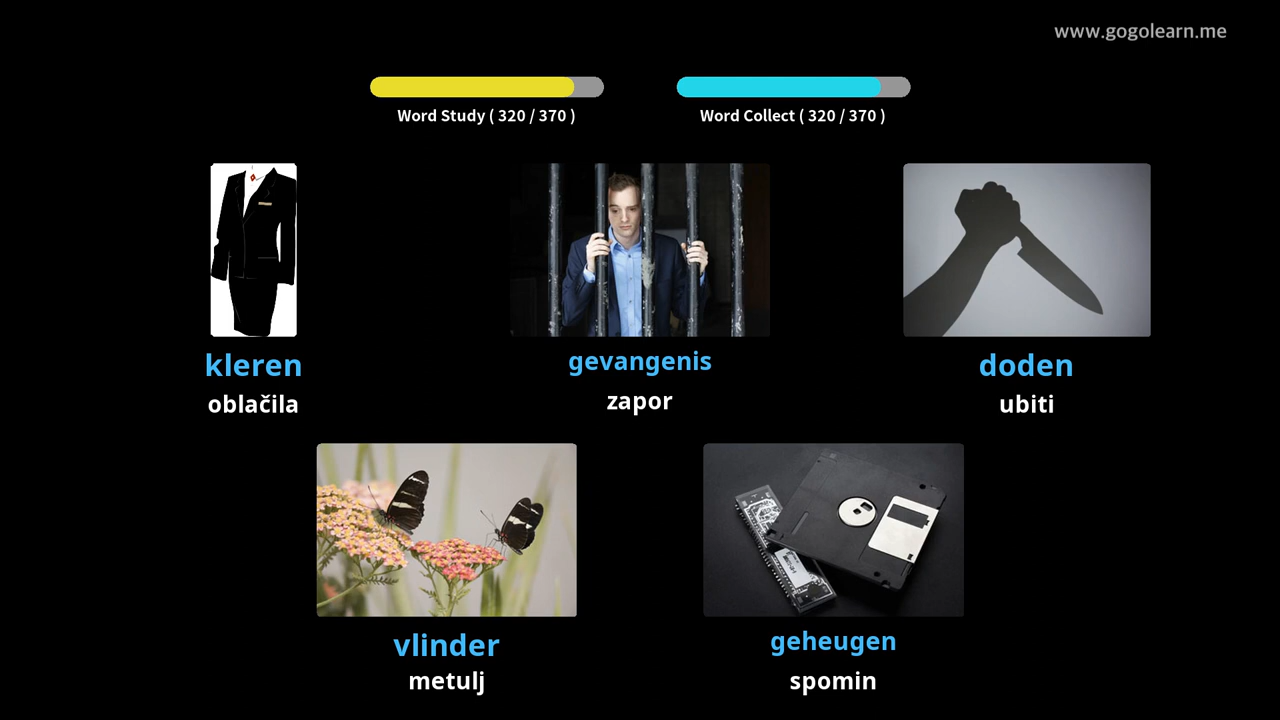 www.gogolearn.me
Word Study ( 320 / 370 )
Word Collect ( 320 / 370 )
kleren
oblačila
gevangenis
zapor
doden
ubiti
vlinder
metulj
geheugen
spomin